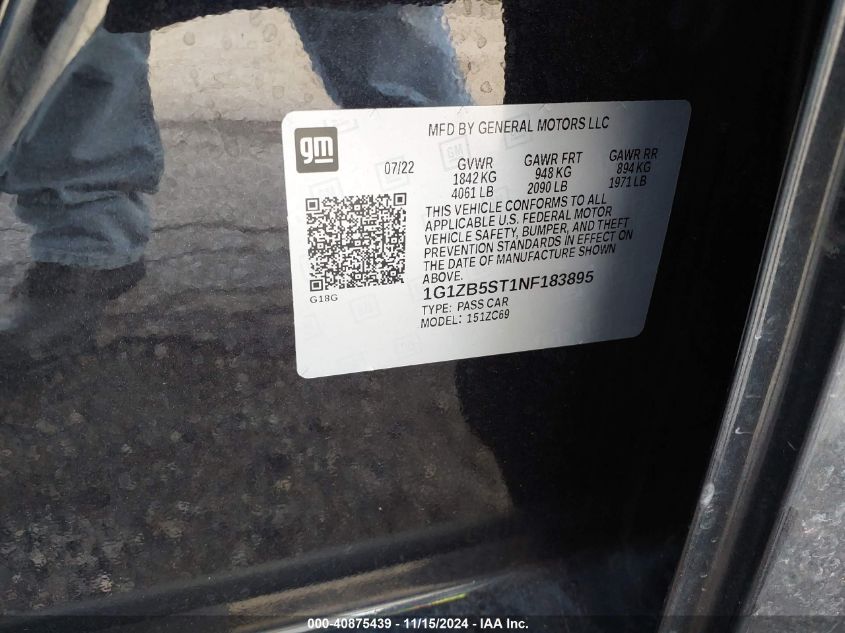 MFD BY GENERAL MOTORS LLC
gm
07/22 GVWR GAWR FRT GAWR RR
1842 KG 948 KG 894 KG
4061 LB 2090 LB 1971 LB
THIS VEHICLE CONFORMS TO ALL
APPLICABLE U.S. FEDERAL MOTOR
VEHICLE SAFETY, BUMPER, AND THEFT
PREVENTION STANDARDS IN EFFECT ON
THE DATE OF MANUFACTURE SHOWN
ABOVE.
G18G
1G1ZB5ST1NF183895
TYPE: PASS CAR
MODEL: 151ZC69
000-40875439 - 11/15/2024 - IAA Inc.